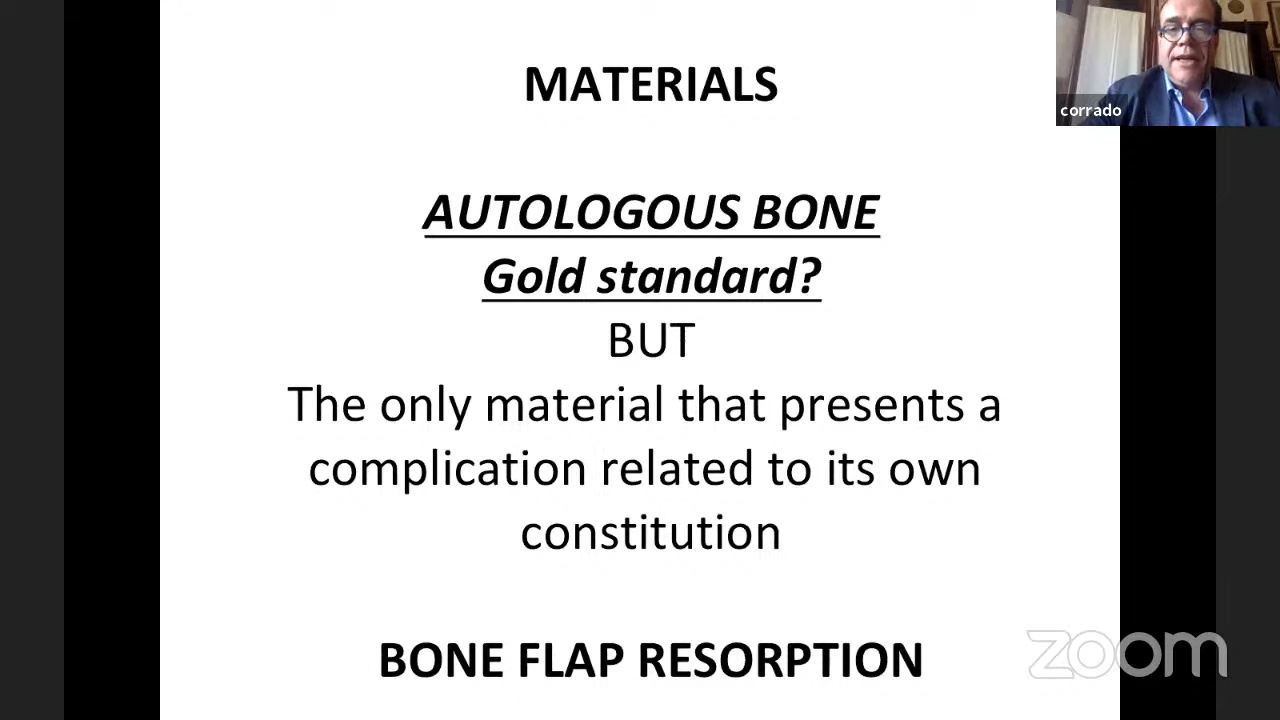 MATERIALS
corrado
AUTOLOGOUS BONE
Gold standard?
BUT
The only material that presents a
complication related to its own
constitution
BONE FLAP RESORPTION
zoom